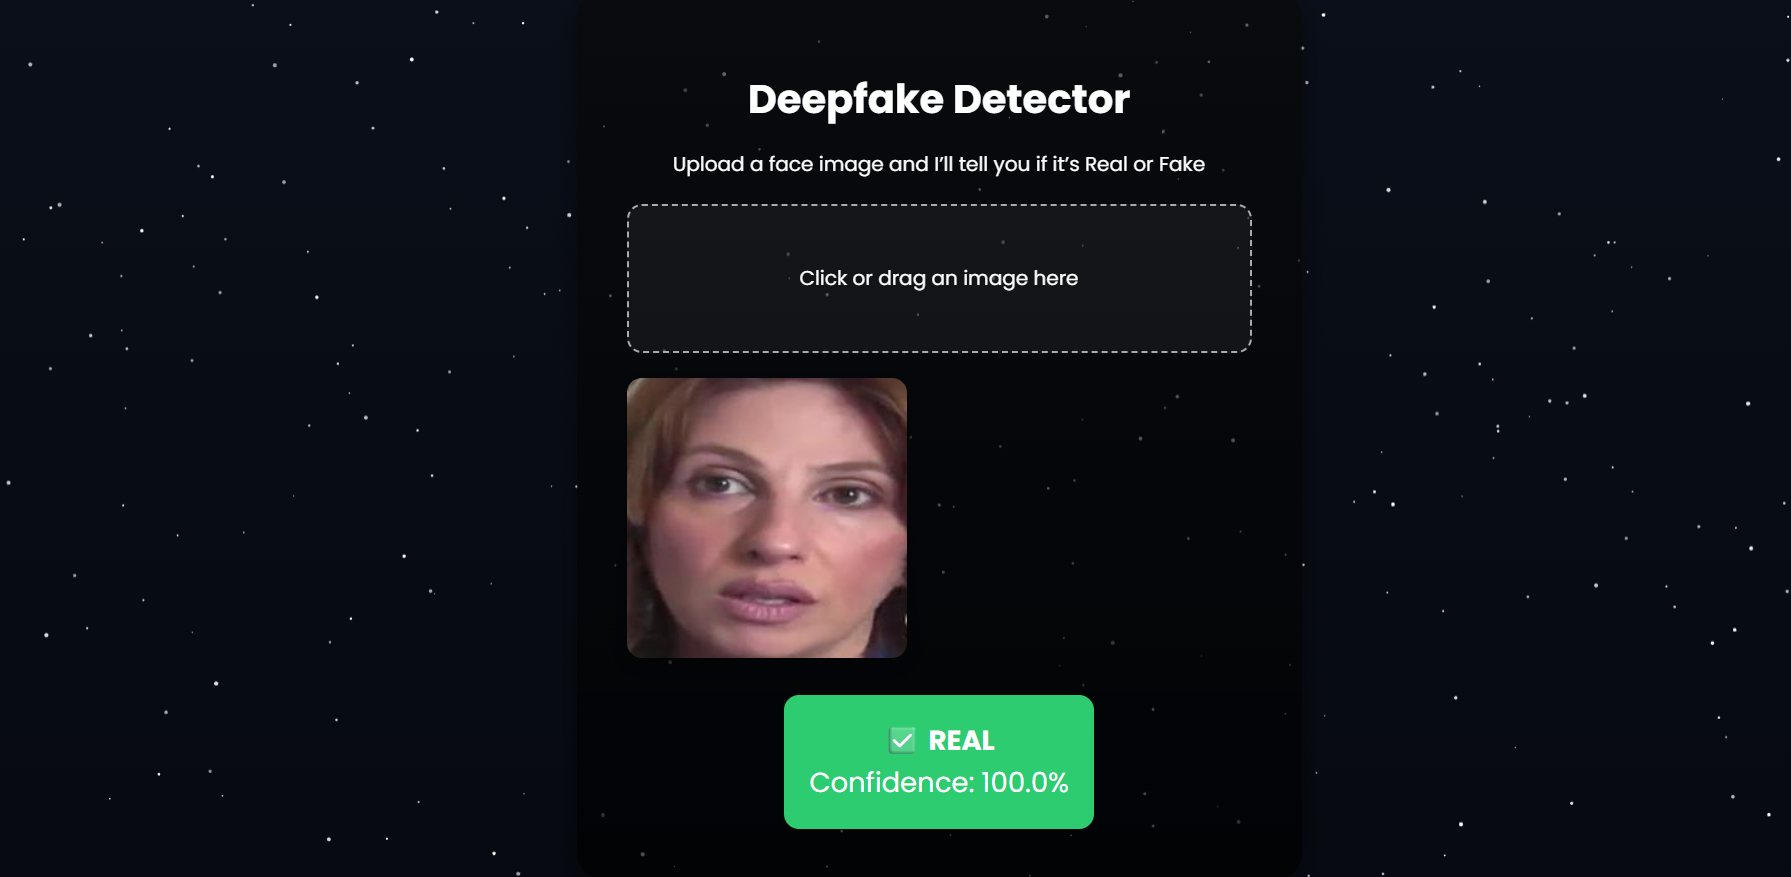 Deepfake Detector
Upload a face image and I’ll tell you if it’s Real or Fake
Click or drag an image here
✅ REAL
Confidence: 100.0%